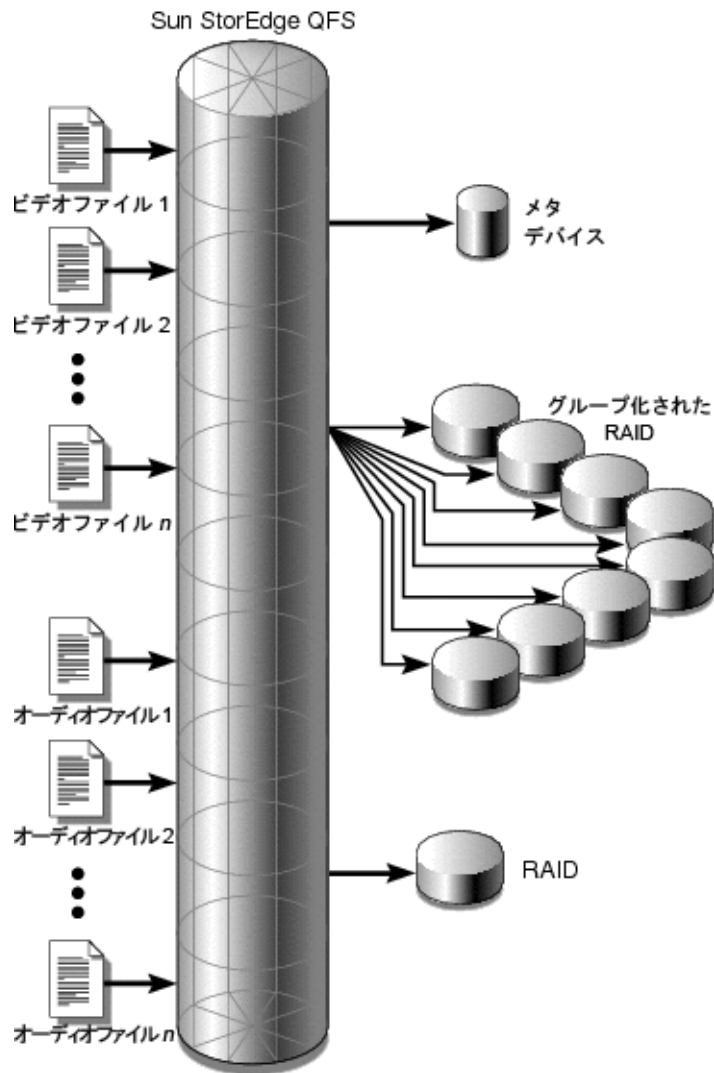 Sun StorEdge QFS
ビデオファイル 1
ビデオファイル 2
ビデオファイル n
オーディオファイル 1
オーディオファイル 2
オーディオファイル n
メタ
デバイス
グループ化された
RAID
RAID